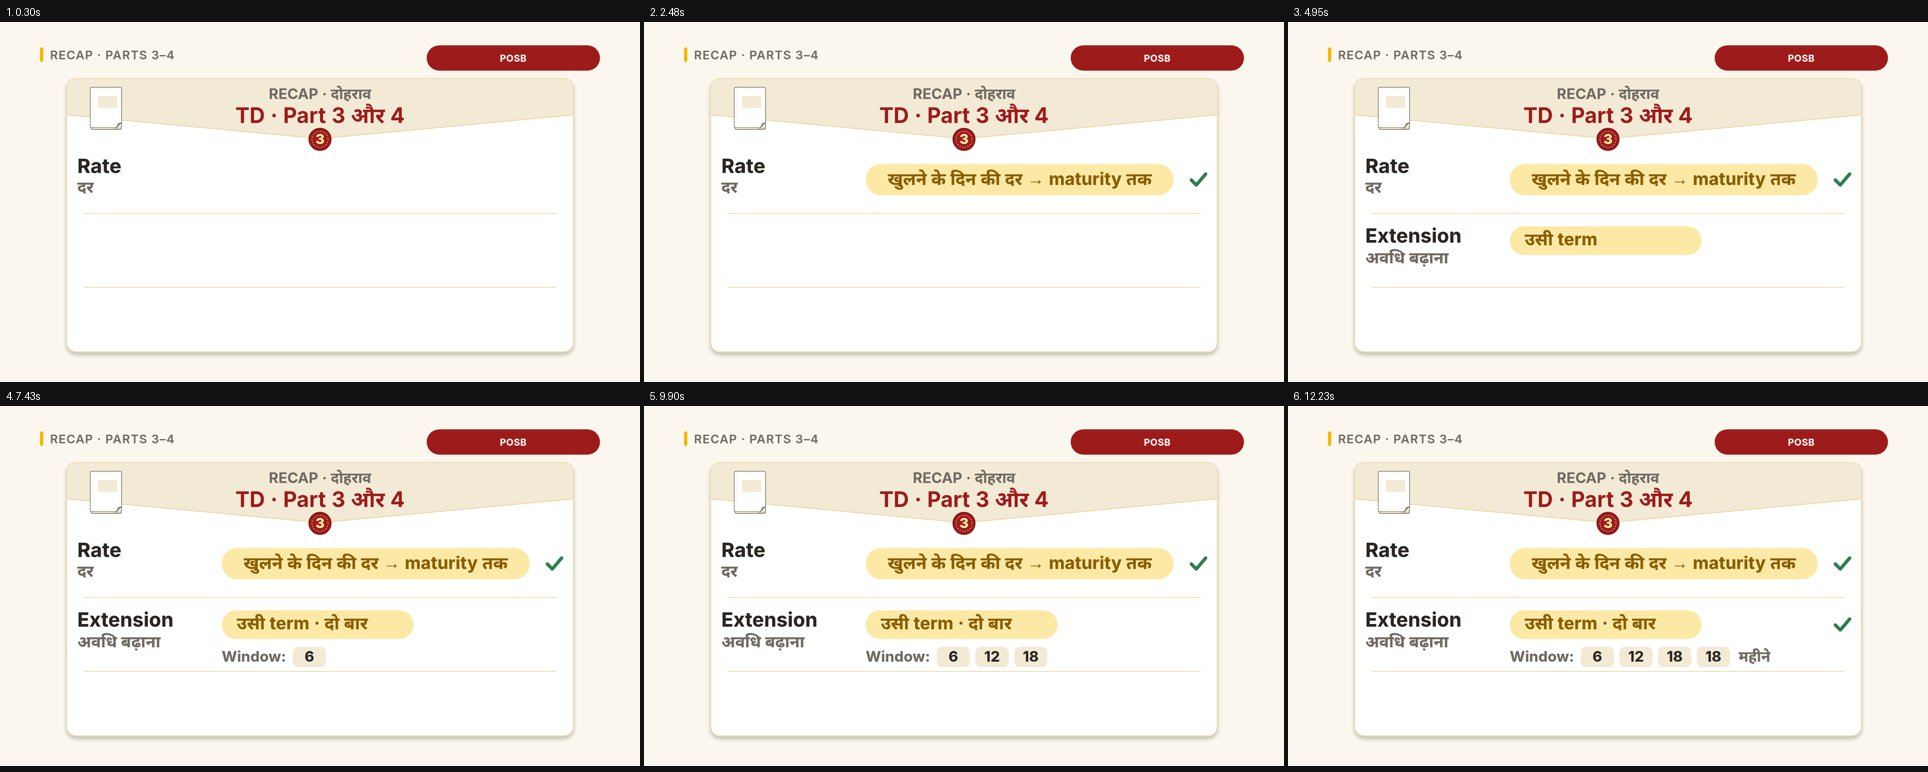 1. 0.30s
RECAP · PARTS 3–4
POSB
RECAP · दोहराव
TD · Part 3 और 4
3
Rate
दर
2. 2.48s
RECAP · PARTS 3–4
POSB
RECAP · दोहराव
TD · Part 3 और 4
3
Rate
दर
खुलने के दिन की दर → maturity तक
3. 4.95s
RECAP · PARTS 3–4
POSB
RECAP · दोहराव
TD · Part 3 और 4
3
Rate
दर
खुलने के दिन की दर → maturity तक
Extension
अवधि बढ़ाना
उसी term
4. 7.43s
RECAP · PARTS 3–4
POSB
RECAP · दोहराव
TD · Part 3 और 4
3
Rate
दर
खुलने के दिन की दर → maturity तक
Extension
अवधि बढ़ाना
उसी term · दो बार
Window: 6
5. 9.90s
RECAP · PARTS 3–4
POSB
RECAP · दोहराव
TD · Part 3 और 4
3
Rate
दर
खुलने के दिन की दर → maturity तक
Extension
अवधि बढ़ाना
उसी term · दो बार
Window: 6 12 18
6. 12.23s
RECAP · PARTS 3–4
POSB
RECAP · दोहराव
TD · Part 3 और 4
3
Rate
दर
खुलने के दिन की दर → maturity तक
Extension
अवधि बढ़ाना
उसी term · दो बार
Window: 6 12 18 18 महीने